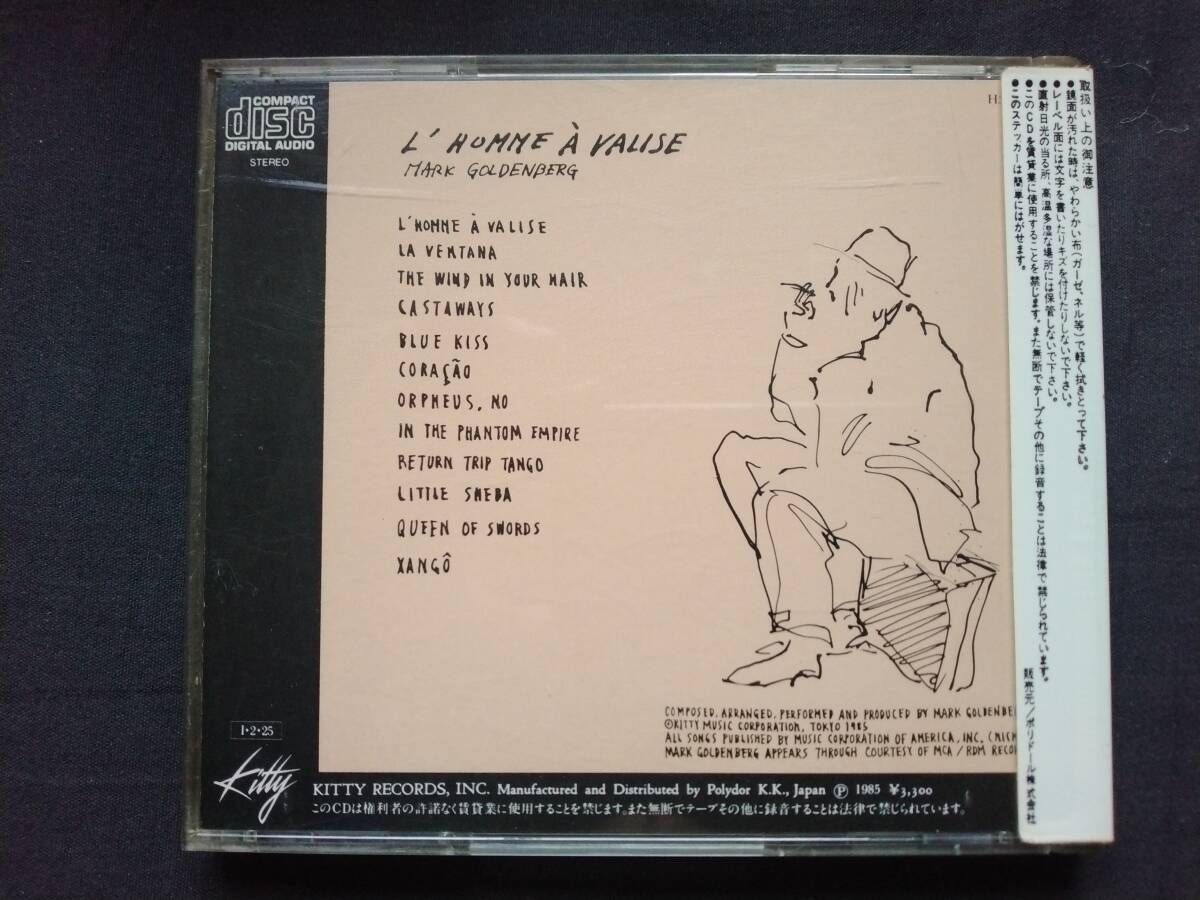 COMPACT
disc
DIGITAL AUDIO
STEREO
L'HOMME À VALISE
MARK GOLDENBERG
L'HOMME À VALISE
LA VENTANA
THE WIND IN YOUR HAIR
CASTAWAYS
BLUE KISS
CORAÇÃO
ORPHEUS, NO
IN THE PHANTOM EMPIRE
RETURN TRIP TANGO
LITTLE SHEBA
QUEEN OF SWORDS
XANGÔ
COMPOSED, ARRANGED, PERFORMED AND PRODUCED BY MARK GOLDENBE
©KITTY MUSIC CORPORATION, TOKYO 1985
ALL SONGS PUBLISHED BY MUSIC CORPORATION OF AMERICA, INC. (MICH
MARK GOLDENBERG APPEARS THROUGH COURTESY OF MCA / RDM RECO
1·2·25
Kitty
KITTY RECORDS, INC. Manufactured and Distributed by Polydor K.K., Japan Ⓟ 1985 ¥3,300
このCDは権利者の許諾なく賃貸業に使用することを禁じます。また無断でテープその他に録音することは法律で禁じられています。
取扱い上の御注意
●鏡面が汚れた時は、やわらかい布(ガーゼ、ネル等)で軽く拭きとって下さい。
●レーベル面には文字を書いたりキズを付けたりしないで下さい。
●直射日光の当る所、高温多湿な場所には保管しないで下さい。
●このCDを賃貸業に使用することを禁じます。また無断でテープその他に録音することは法律で禁じられています。
●このステッカーは簡単にはがせます。
販売元/ポリドール株式会社